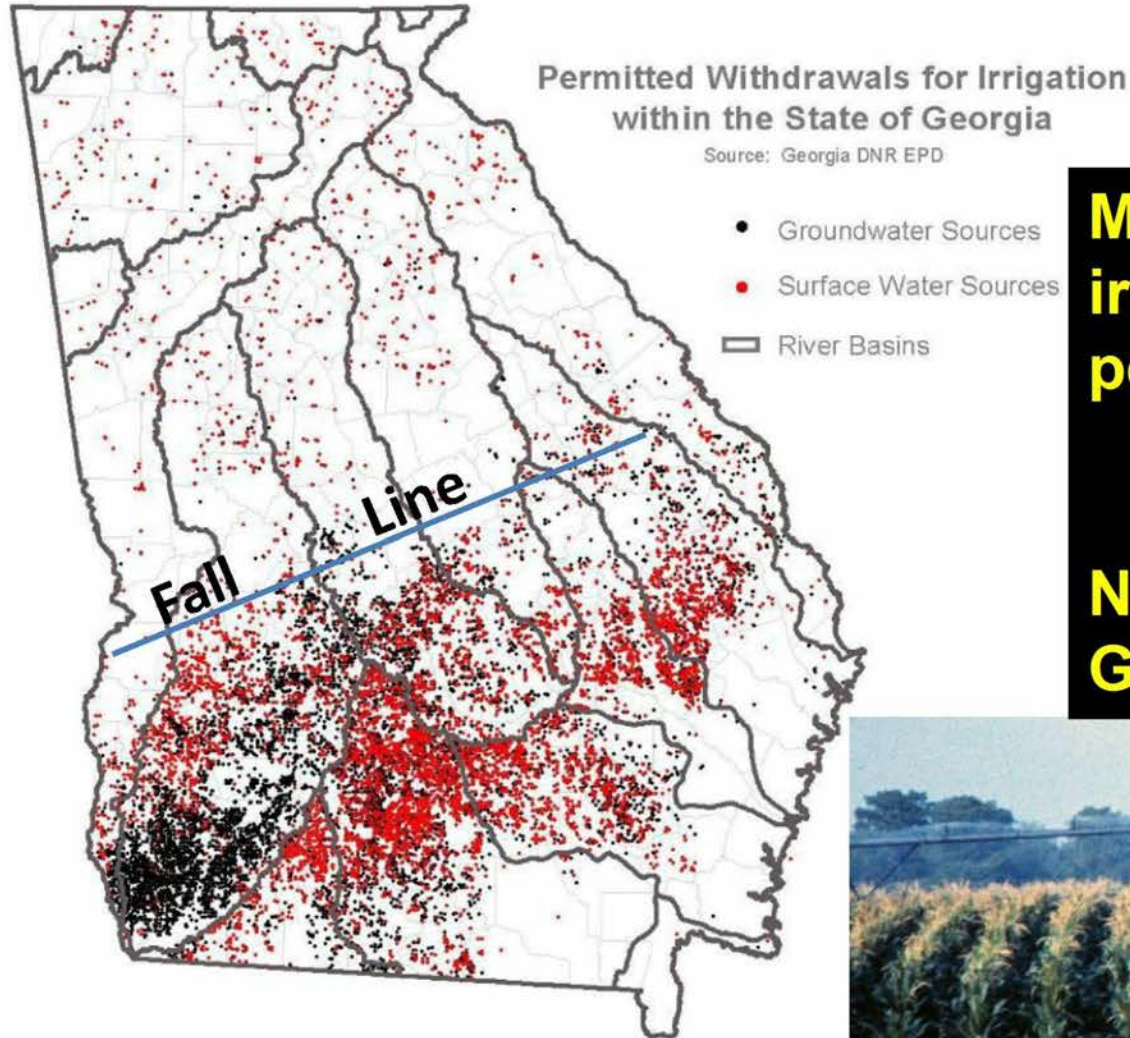 Permitted Withdrawals for Irrigation
within the State of Georgia
Source: Georgia DNR EPD
Groundwater Sources
Surface Water Sources
River Basins
Fall Line